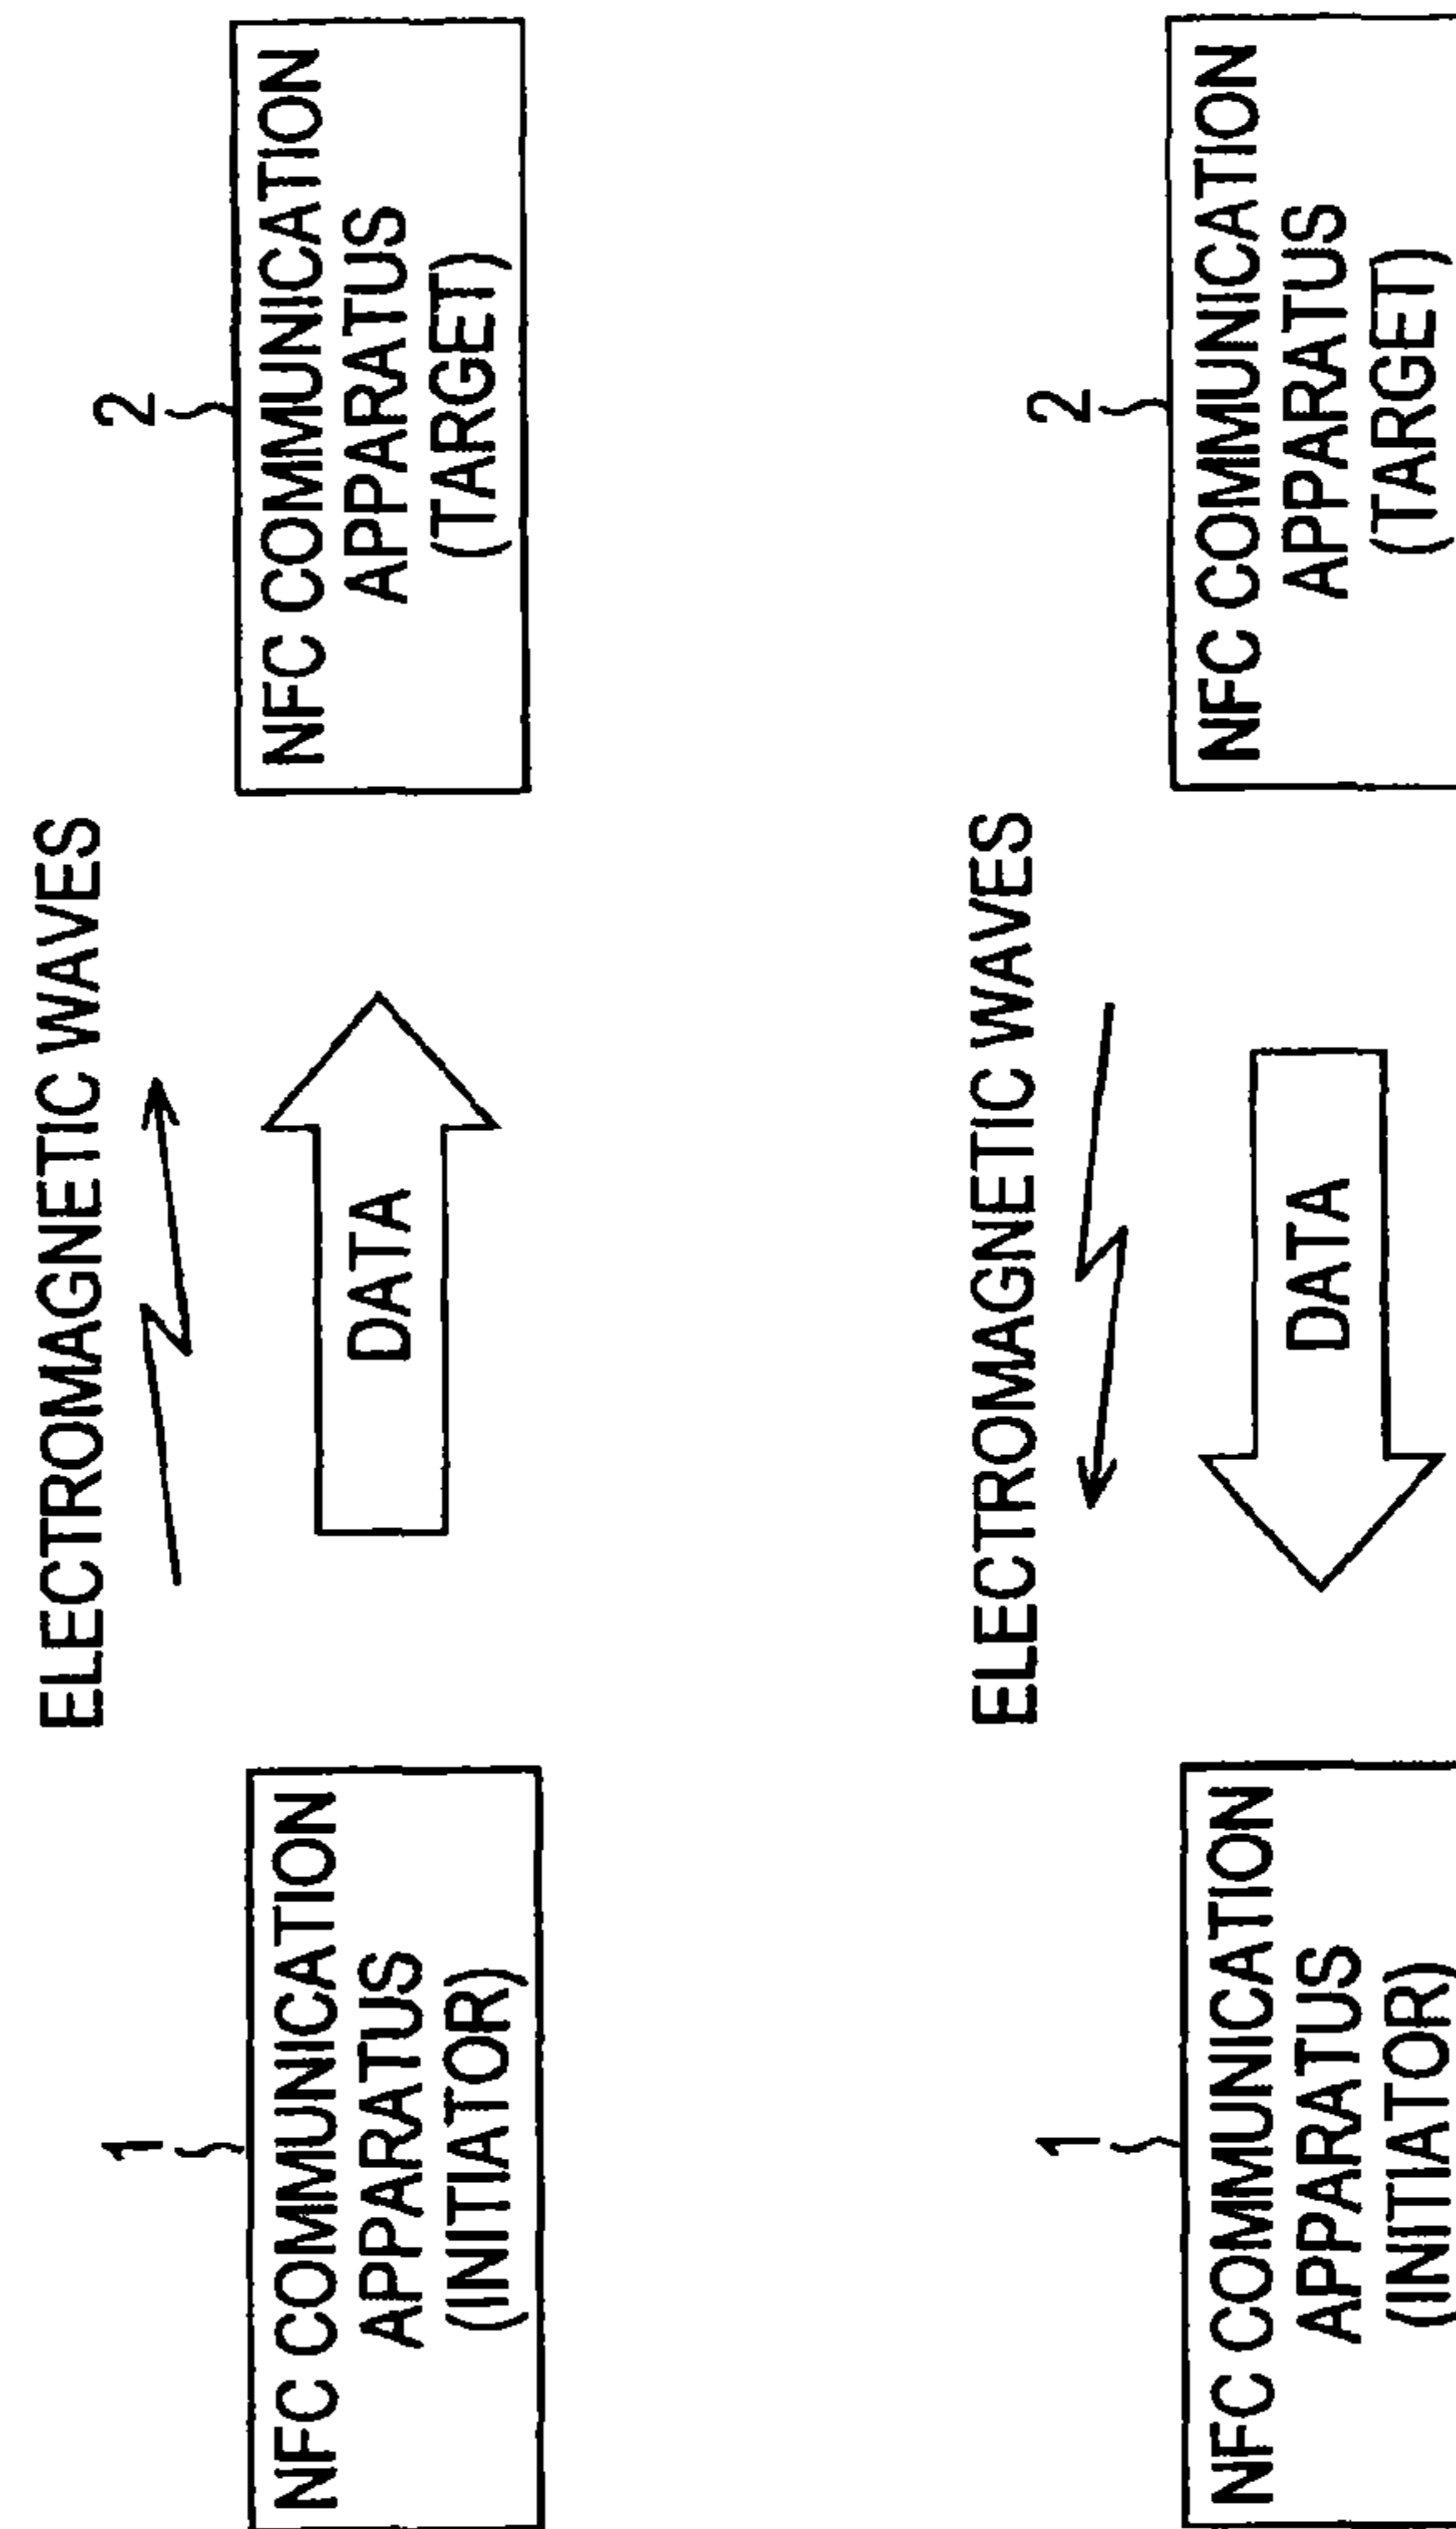 ELECTROMAGNETIC WAVES
1
2
NFC COMMUNICATION
APPARATUS
(INITIATOR)
DATA
NFC COMMUNICATION
APPARATUS
(TARGET)
ELECTROMAGNETIC WAVES
1
2
NFC COMMUNICATION
APPARATUS
(INITIATOR)
DATA
NFC COMMUNICATION
APPARATUS
(TARGET)